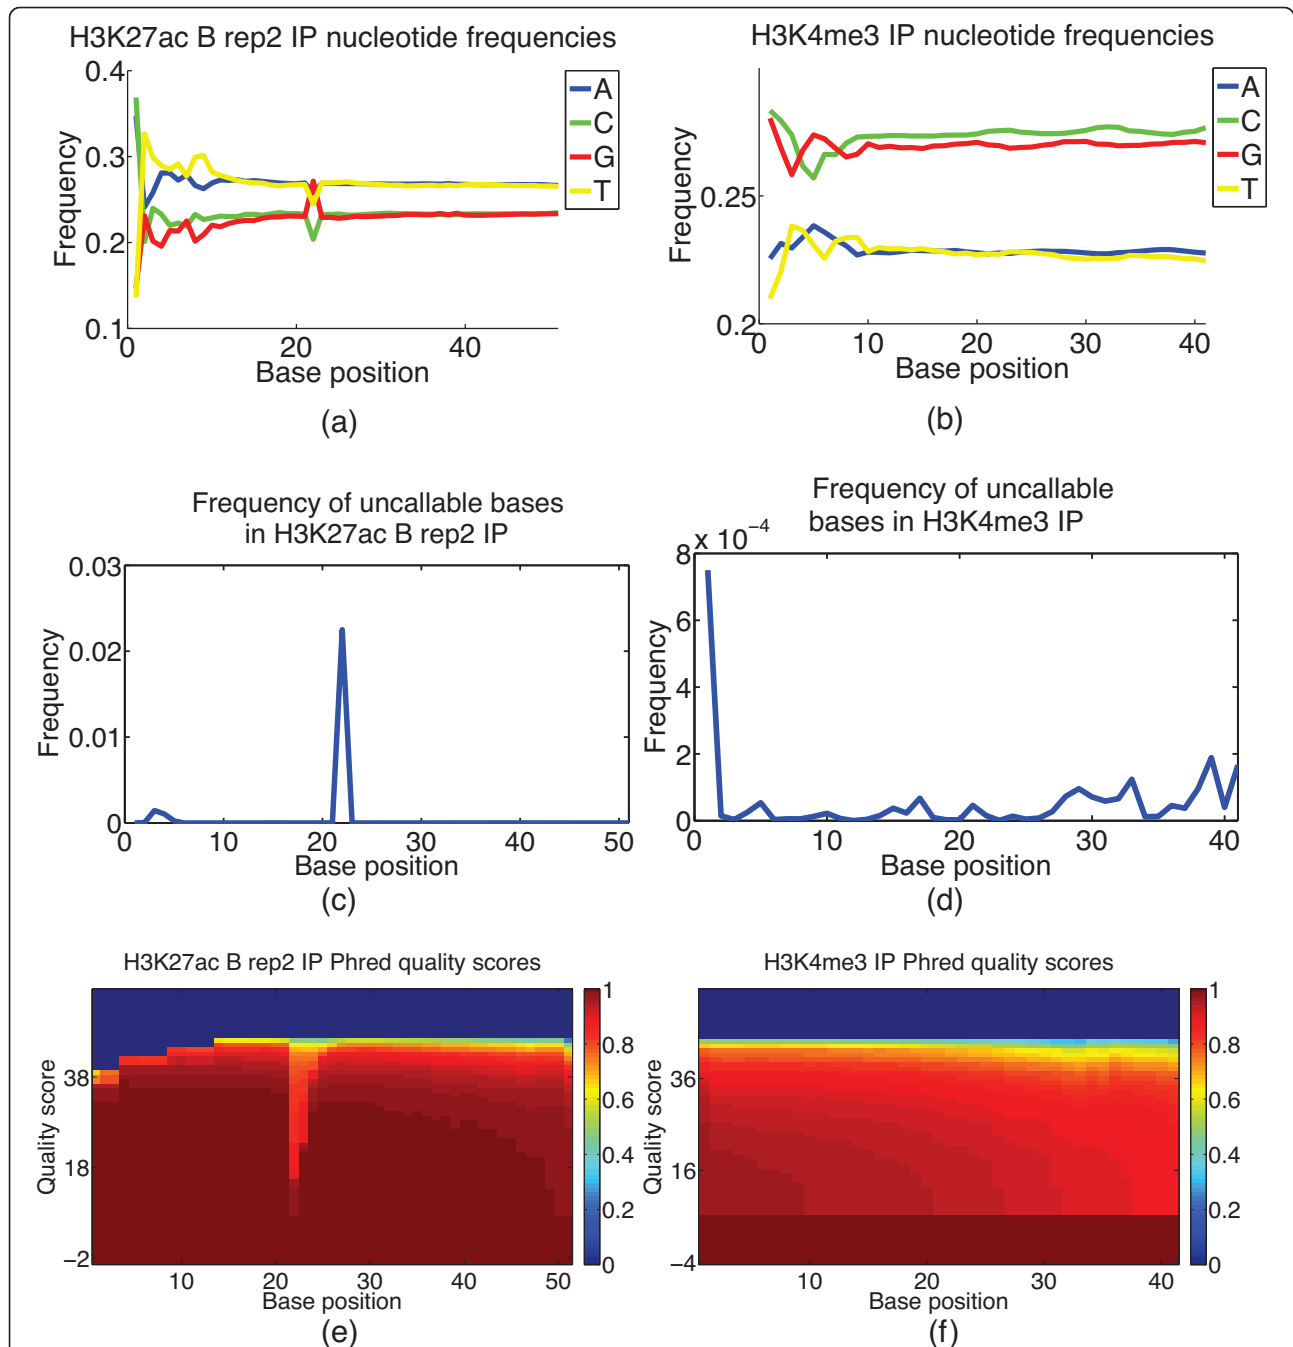 H3K27ac B rep2 IP nucleotide frequencies
0.4
0.3
0.2
0.1
Frequency
0 20 40
Base position
A
C
G
T
(a)
H3K4me3 IP nucleotide frequencies
0.25
0.2
Frequency
0 10 20 30 40
Base position
A
C
G
T
(b)
Frequency of uncallable bases
in H3K27ac B rep2 IP
0.03
0.02
0.01
0
Frequency
0 10 20 30 40 50
Base position
(c)
Frequency of uncallable
bases in H3K4me3 IP
x 10⁻⁴
8
6
4
2
0
Frequency
0 10 20 30 40
Base position
(d)
H3K27ac B rep2 IP Phred quality scores
38
18
−2
Quality score
10 20 30 40 50
Base position
1
0.8
0.6
0.4
0.2
0
(e)
H3K4me3 IP Phred quality scores
36
16
−4
Quality score
10 20 30 40
Base position
1
0.8
0.6
0.4
0.2
0
(f)